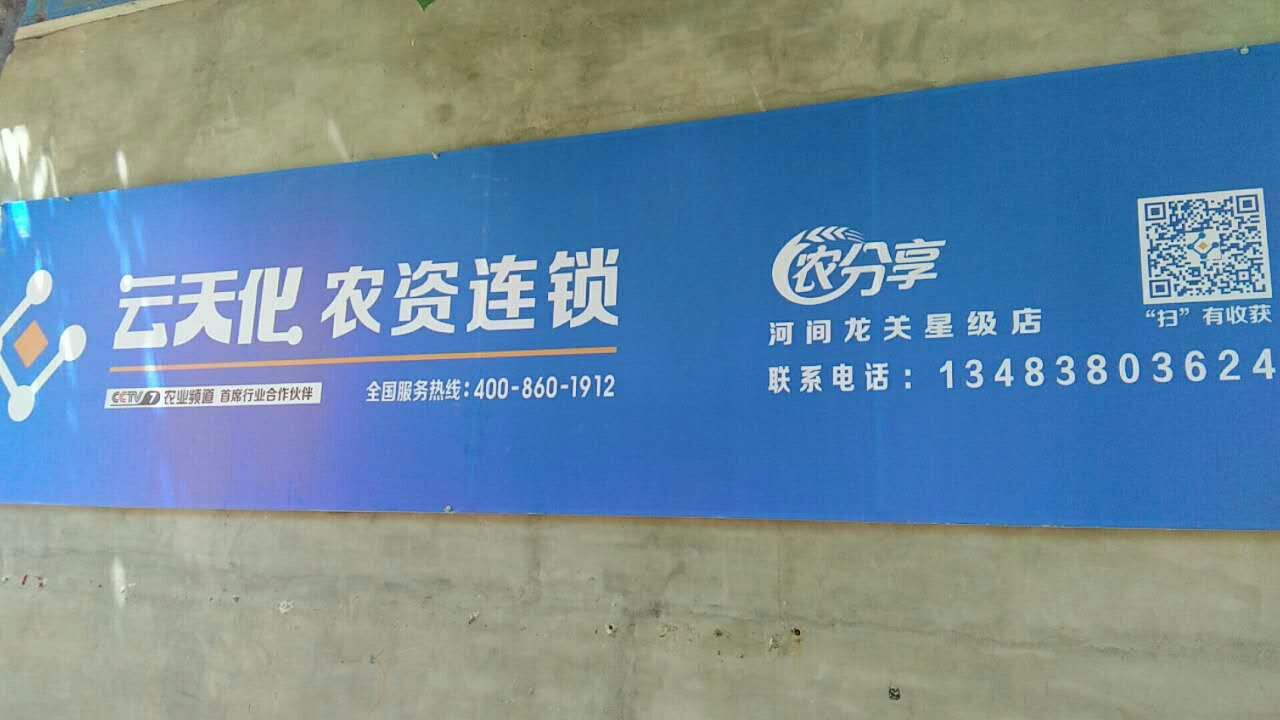 云天化 农资连锁
CCTV 7 农业频道 首席行业合作伙伴
全国服务热线：400-860-1912
农分享
河间龙关星级店
联系电话：13483803624
“扫”有收获